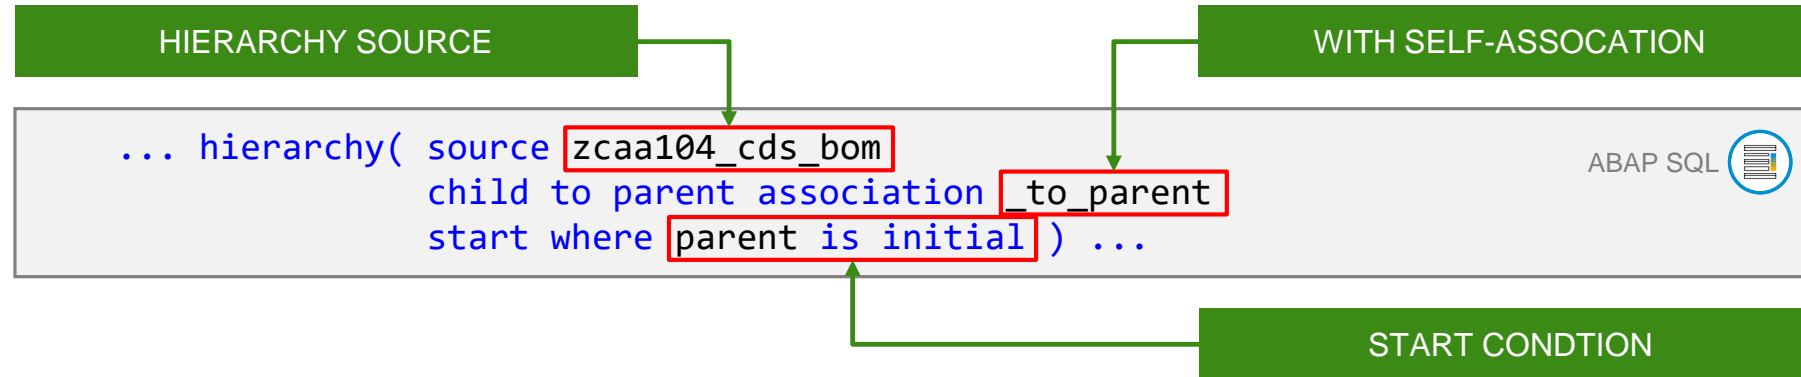 HIERARCHY SOURCE
WITH SELF-ASSOCATION
... hierarchy( source zcaa104_cds_bom
child to parent association _to_parent
start where parent is initial ) ...
ABAP SQL
START CONDTION